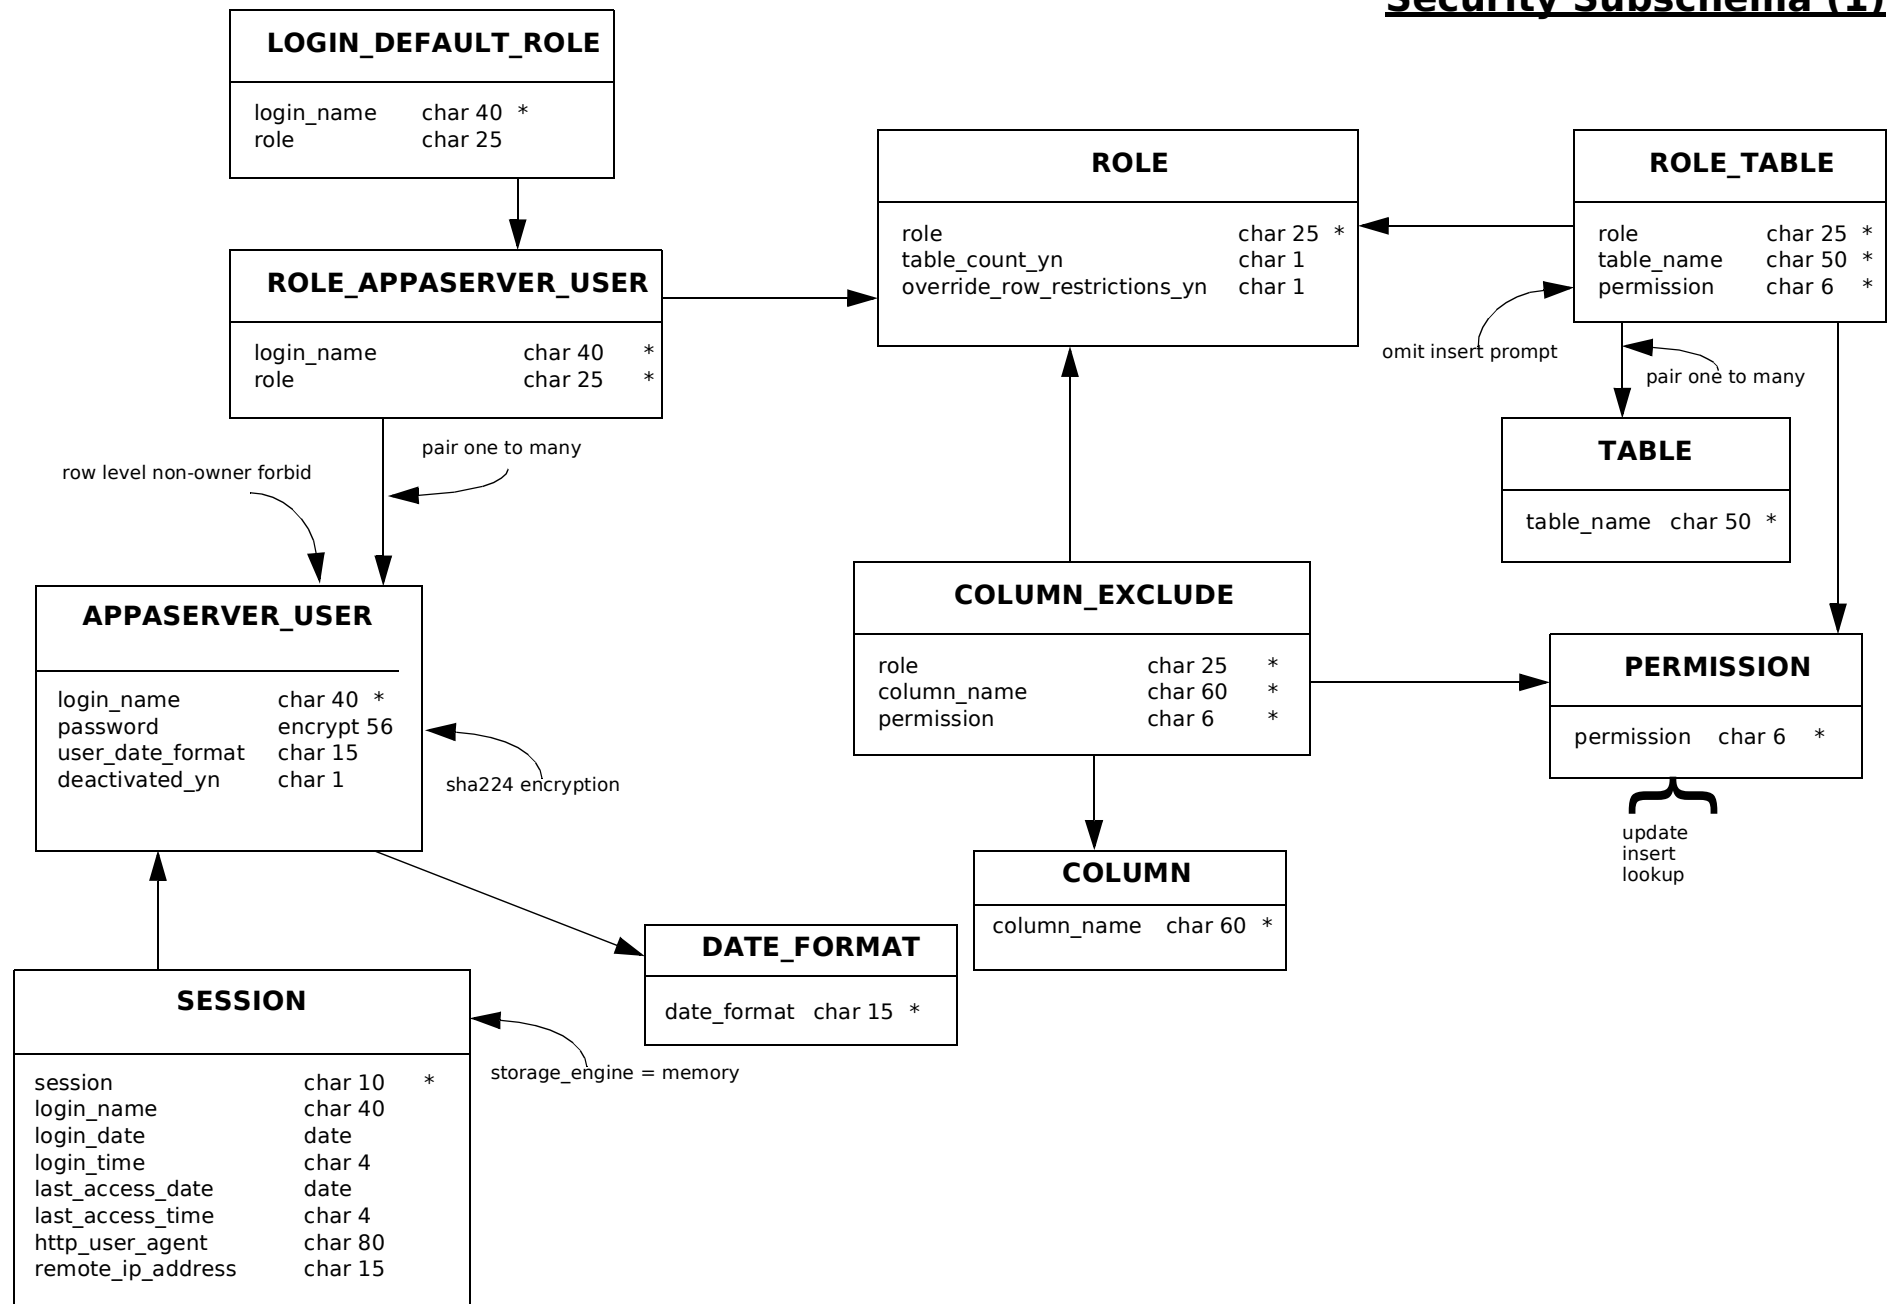 Security Subschema (1)
LOGIN_DEFAULT_ROLE
login_name char 40 *
role char 25
ROLE
role char 25 *
table_count_yn char 1
override_row_restrictions_yn char 1
ROLE_TABLE
role char 25 *
table_name char 50 *
permission char 6 *
ROLE_APPASERVER_USER
login_name char 40 *
role char 25 *
omit insert prompt
pair one to many
TABLE
table_name char 50 *
pair one to many
row level non-owner forbid
APPASERVER_USER
login_name char 40 *
password encrypt 56
user_date_format char 15
deactivated_yn char 1
sha224 encryption
COLUMN_EXCLUDE
role char 25 *
column_name char 60 *
permission char 6 *
PERMISSION
permission char 6 *
update
insert
lookup
COLUMN
column_name char 60 *
DATE_FORMAT
date_format char 15 *
SESSION
session char 10 *
login_name char 40
login_date date
login_time char 4
last_access_date date
last_access_time char 4
http_user_agent char 80
remote_ip_address char 15
storage_engine = memory